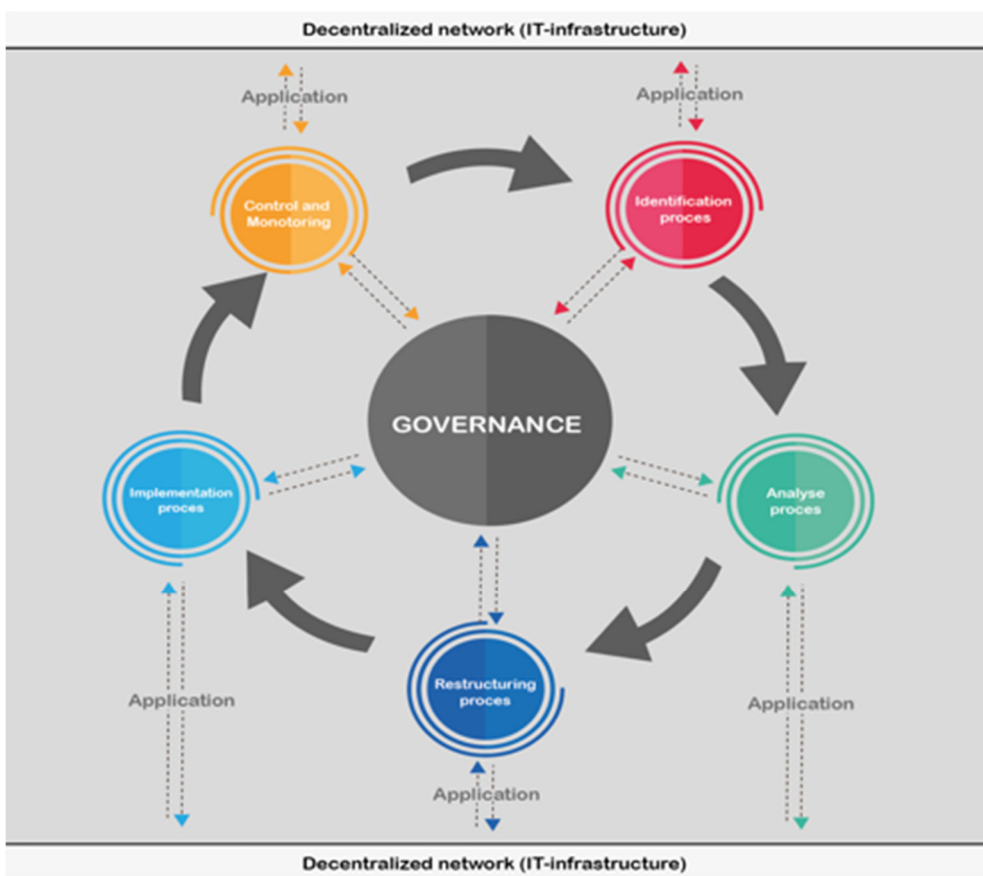 Decentralized network (IT-infrastructure)
Application
Application
Control and
Monotoring
Identification
proces
GOVERNANCE
Implementation
proces
Analyse
proces
Restructuring
proces
Application
Application
Application
Decentralized network (IT-infrastructure)